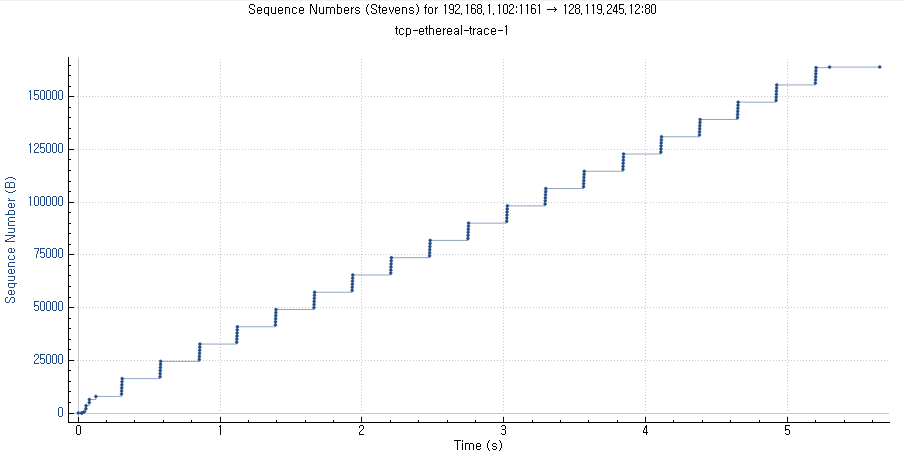 Sequence Numbers (Stevens) for 192,168,1,102:1161 → 128,119,245,12:80
tcp-ethereal-trace-1
Sequence Number (B)
150000
125000
100000
75000
50000
25000
0
0 1 2 3 4 5
Time (s)